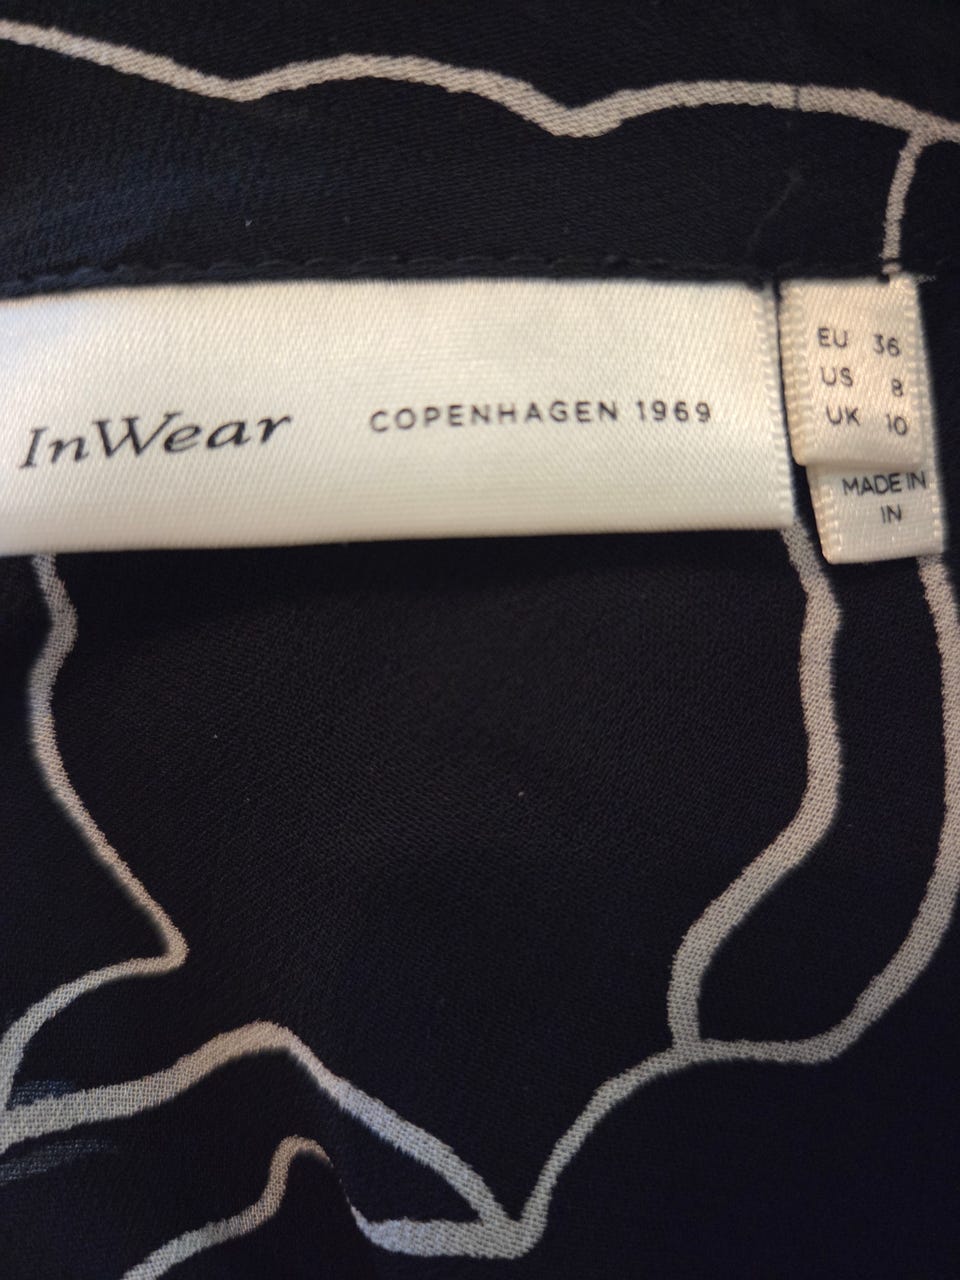 InWear COPENHAGEN 1969
EU 36
US 8
UK 10
MADE IN
IN